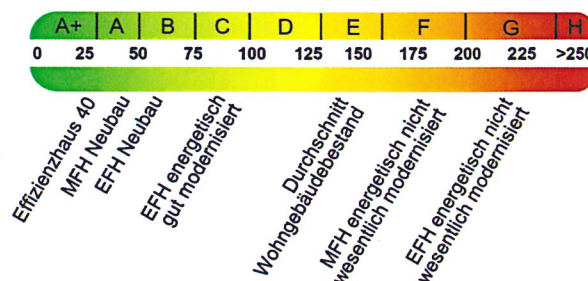 A+ A B C D E F G H
0 25 50 75 100 125 150 175 200 225 >250
Effizienzhaus 40
MFH Neubau
EFH Neubau
EFH energetisch
gut modernisiert
Durchschnitt
Wohngebäudebestand
MFH energetisch nicht
wesentlich modernisiert
EFH energetisch nicht
wesentlich modernisiert